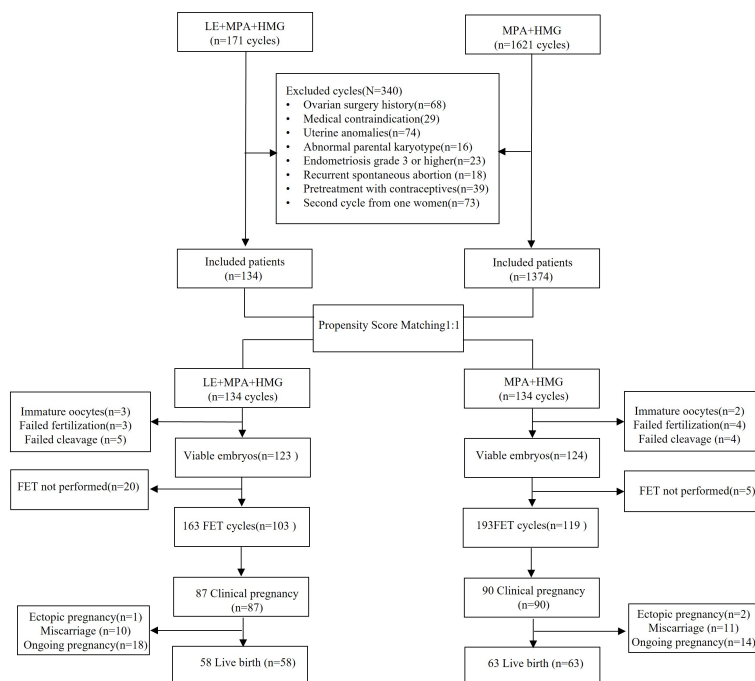 LE+MPA+HMG
(n=171 cycles)
MPA+HMG
(n=1621 cycles)
Excluded cycles(N=340)
• Ovarian surgery history(n=68)
• Medical contraindication(29)
• Uterine anomalies(n=74)
• Abnormal parental karyotype(n=16)
• Endometriosis grade 3 or higher(n=23)
• Recurrent spontaneous abortion (n=18)
• Pretreatment with contraceptives(n=39)
• Second cycle from one women(n=73)
Included patients
(n=134)
Included patients
(n=1374)
Propensity Score Matching1:1
LE+MPA+HMG
(n=134 cycles)
MPA+HMG
(n=134 cycles)
Immature oocytes(n=3)
Failed fertilization(n=3)
Failed cleavage (n=5)
Immature oocytes(n=2)
Failed fertilization(n=4)
Failed cleavage (n=4)
Viable embryos(n=123 )
Viable embryos(n=124)
FET not performed(n=20)
FET not performed(n=5)
163 FET cycles(n=103 )
193FET cycles(n=119 )
87 Clinical pregnancy
(n=87)
90 Clinical pregnancy
(n=90)
Ectopic pregnancy(n=1)
Miscarriage (n=10)
Ongoing pregnancy(n=18)
Ectopic pregnancy(n=2)
Miscarriage (n=11)
Ongoing pregnancy(n=14)
58 Live birth(n=58)
63 Live birth(n=63)